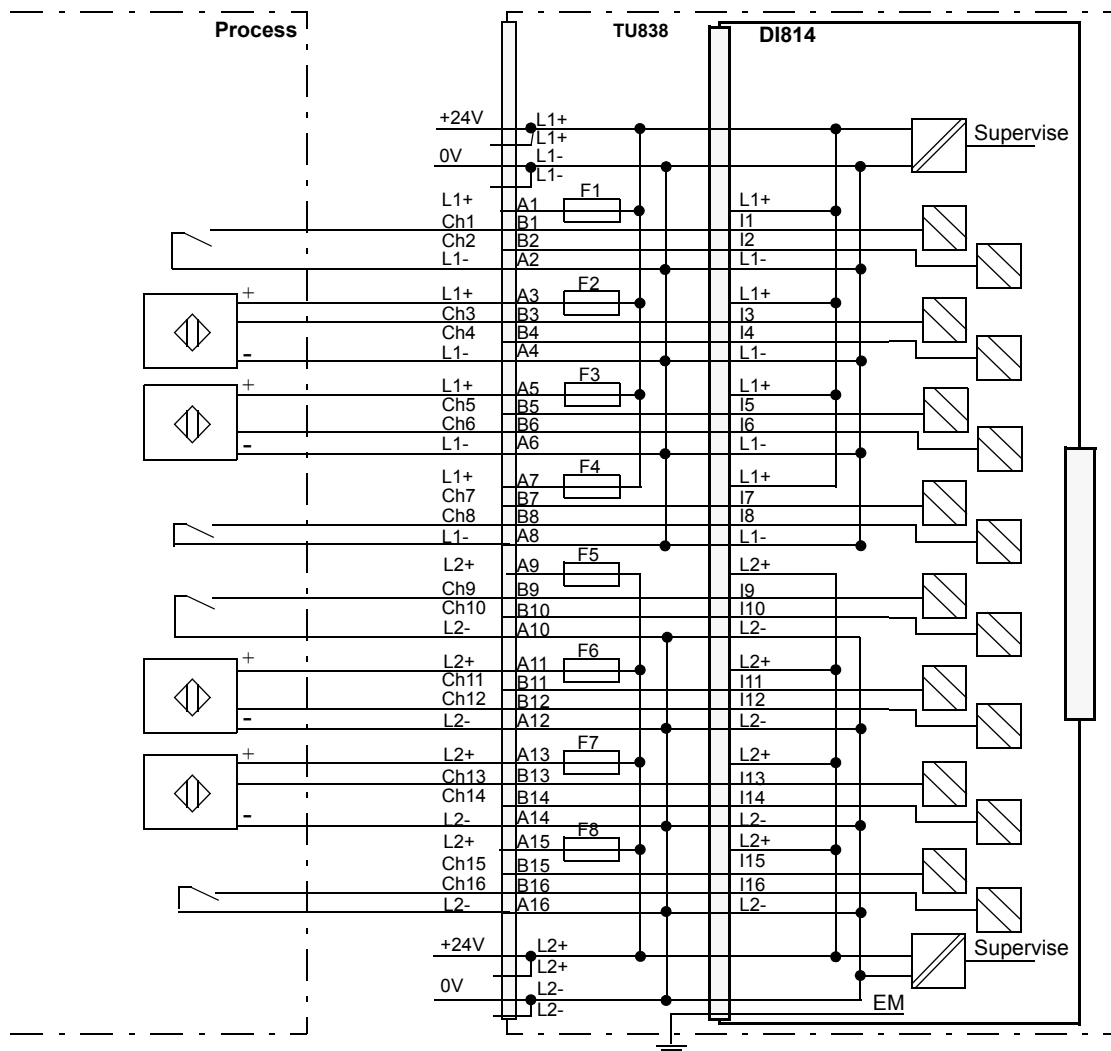 Process TU838 DI814
+24V L1+
L1+
Supervise
0V L1-
L1-
L1+ A1 F1 L1+
Ch1 B1 I1
Ch2 B2 I2
L1- A2 L1-
+ L1+ A3 F2 L1+
Ch3 B3 I3
Ch4 B4 I4
- L1- A4 L1-
+ L1+ A5 F3 L1+
Ch5 B5 I5
Ch6 B6 I6
- L1- A6 L1-
L1+ A7 F4 L1+
Ch7 B7 I7
Ch8 B8 I8
L1- A8 L1-
L2+ A9 F5 L2+
Ch9 B9 I9
Ch10 B10 I10
L2- A10 L2-
+ L2+ A11 F6 L2+
Ch11 B11 I11
Ch12 B12 I12
- L2- A12 L2-
+ L2+ A13 F7 L2+
Ch13 B13 I13
Ch14 B14 I14
- L2- A14 L2-
L2+ A15 F8 L2+
Ch15 B15 I15
Ch16 B16 I16
L2- A16 L2-
+24V L2+ Supervise
L2+
0V L2-
L2-
EM